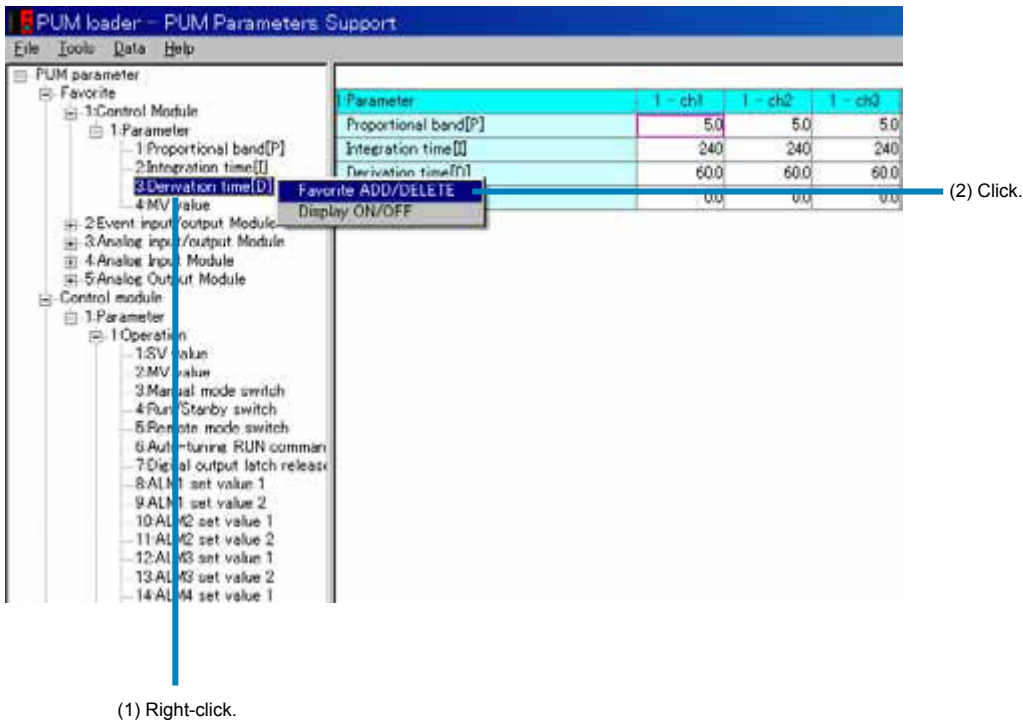 PUM loader - PUM Parameters Support
File Tools Data Help
PUM parameter
Favorite
1:Control Module
1:Parameter
1:Proportional band[P]
2:Integration time[I]
3:Derivation time[D]
4:MV value
2:Event input/output Module
3:Analog input/output Module
4:Analog Input Module
5:Analog Output Module
Control module
1:Parameter
1:Operation
1:SV value
2:MV value
3:Manual mode switch
4:Run/Stanby switch
5:Remote mode switch
6:Auto-tuning RUN comman
7:Digital output latch release
8:ALM1 set value 1
9:ALM1 set value 2
10:ALM2 set value 1
11:ALM2 set value 2
12:ALM3 set value 1
13:ALM3 set value 2
14:ALM4 set value 1
1 Parameter 1 - ch1 1 - ch2 1 - ch3
Proportional band[P] 5.0 5.0 5.0
Integration time[I] 240 240 240
Derivation time[D] 60.0 60.0 60.0
0.0 0.0 0.0
Favorite ADD/DELETE
Display ON/OFF
(2) Click.
(1) Right-click.